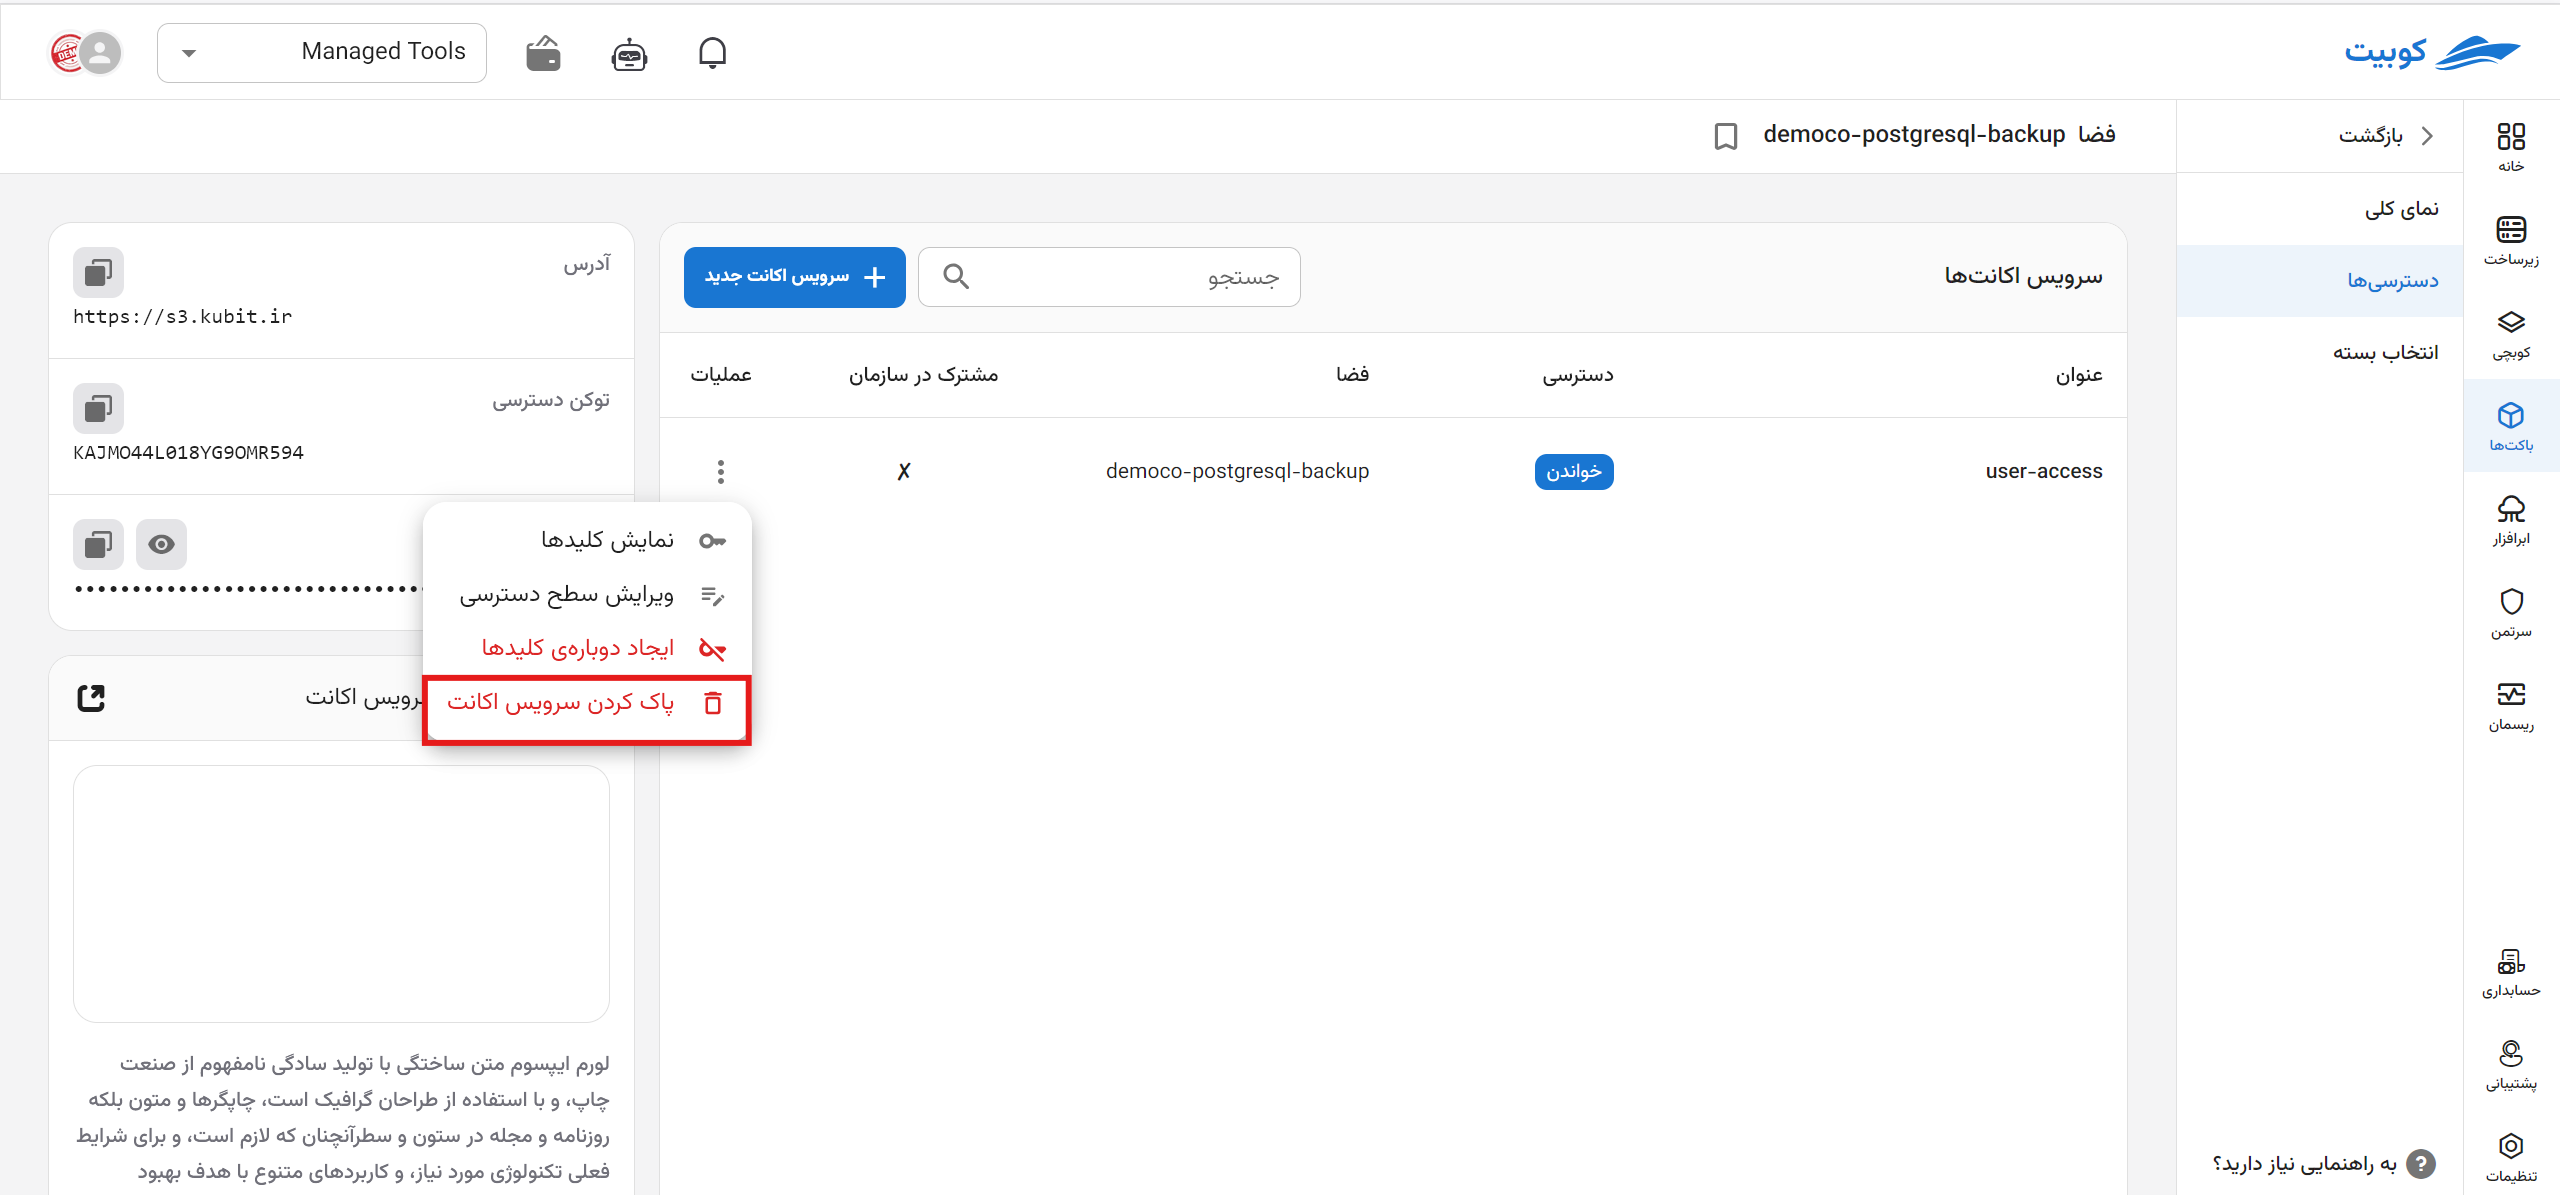 کوبیت
Managed Tools
DEM
خانه
زیرساخت
کوبچی
باکت‌ها
ابرافزار
سرتمن
ریسمان
حسابداری
پشتیبانی
تنظیمات
بازگشت
نمای کلی
دسترسی‌ها
انتخاب بسته
به راهنمایی نیاز دارید؟
فضا democo-postgresql-backup
سرویس اکانت‌ها
جستجو
سرویس اکانت جدید
عنوان دسترسی فضا مشترک در سازمان عملیات
user-access خواندن democo-postgresql-backup ✗
نمایش کلیدها
ویرایش سطح دسترسی
ایجاد دوباره‌ی کلیدها
پاک کردن سرویس اکانت
آدرس
https://s3.kubit.ir
توکن دسترسی
KAJMO44L018YG9OMR594
••••••••••••••••••••••••••••••
رویس اکانت
لورم ایپسوم متن ساختگی با تولید سادگی نامفهوم از صنعت
چاپ، و با استفاده از طراحان گرافیک است، چاپگرها و متون بلکه
روزنامه و مجله در ستون و سطرآنچنان که لازم است، و برای شرایط
فعلی تکنولوژی مورد نیاز، و کاربردهای متنوع با هدف بهبود